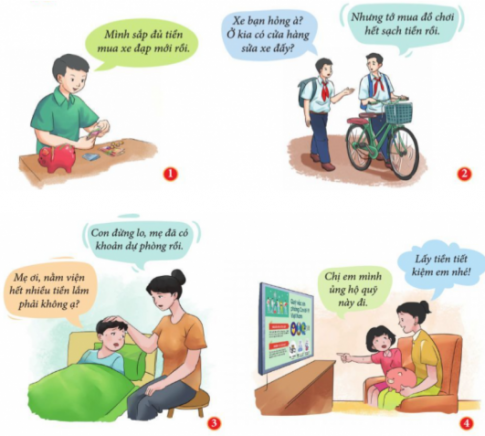 Mình sắp đủ tiền
mua xe đạp mới rồi.
1
Xe bạn hỏng à?
Ở kia có cửa hàng
sửa xe đấy?
Nhưng tớ mua đồ chơi
hết sạch tiền rồi.
2
Con đừng lo, mẹ đã có
khoản dự phòng rồi.
Mẹ ơi, nằm viện
hết nhiều tiền lắm
phải không ạ?
3
Lấy tiền tiết
kiệm em nhé!
Chị em mình
ủng hộ quỹ
này đi.
4